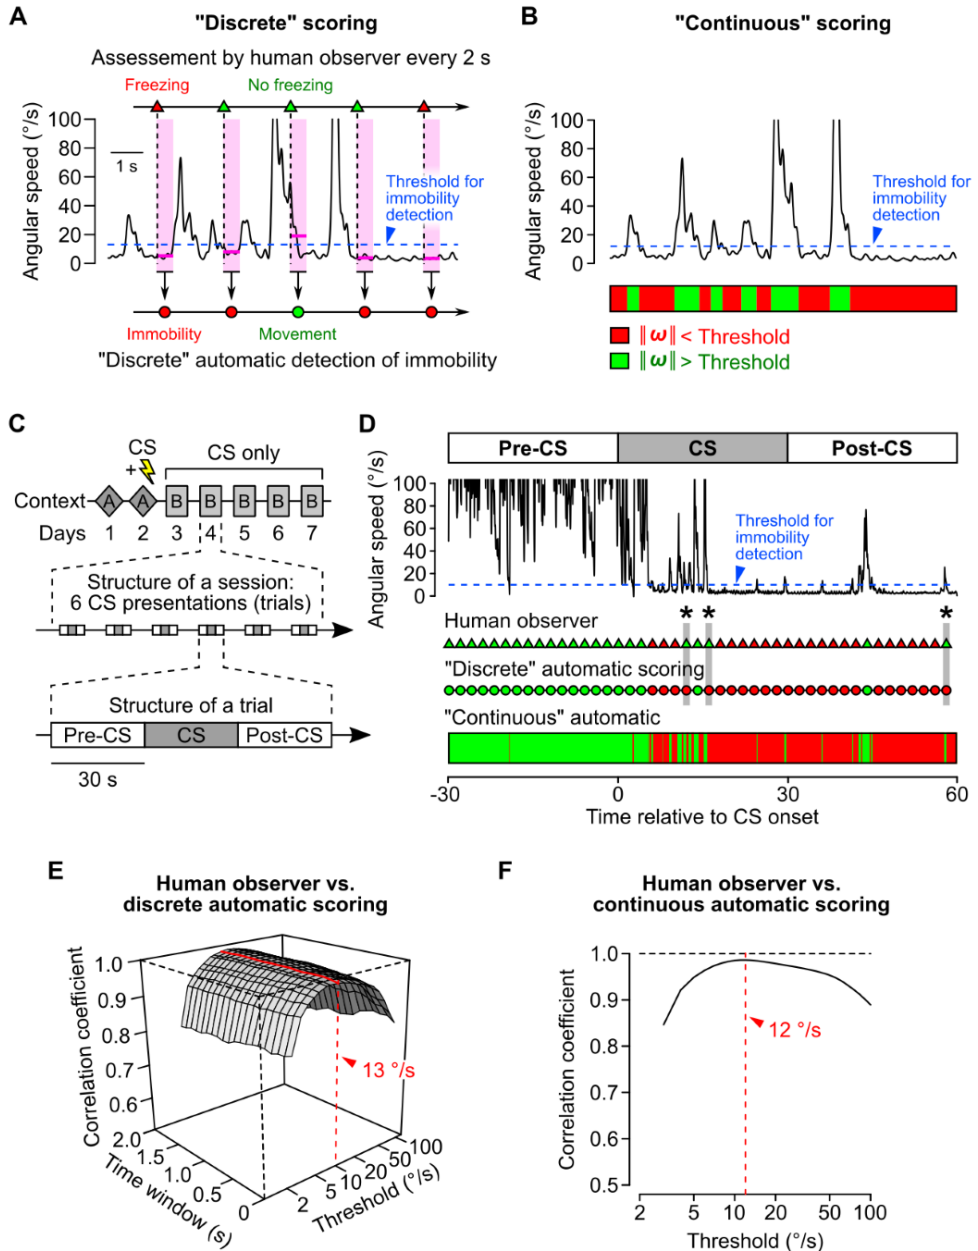 A
"Discrete" scoring
Assessement by human observer every 2 s
Freezing
No freezing
Angular speed (°/s)
100
80
60
40
20
0
1 s
Threshold for
immobility
detection
Immobility
Movement
"Discrete" automatic detection of immobility
B
"Continuous" scoring
Angular speed (°/s)
100
80
60
40
20
0
Threshold for
immobility
detection
‖ω‖ < Threshold
‖ω‖ > Threshold
C
CS
+
CS only
Context
A A B B B B B
Days 1 2 3 4 5 6 7
Structure of a session:
6 CS presentations (trials)
Structure of a trial
Pre-CS CS Post-CS
30 s
D
Pre-CS CS Post-CS
Angular speed (°/s)
100
80
60
40
20
0
Threshold for
immobility
detection
* * *
Human observer
"Discrete" automatic scoring
"Continuous" automatic
-30 0 30 60
Time relative to CS onset
E
Human observer vs.
discrete automatic scoring
Correlation coefficient
1.0
0.9
0.8
0.7
0.6
2.0
1.5
1.0
0.5
0
Time window (s)
2
5
10
20
50
100
Threshold (°/s)
13 °/s
F
Human observer vs.
continuous automatic scoring
Correlation coefficient
1.0
0.9
0.8
0.7
0.6
0.5
12 °/s
2 5 10 20 50 100
Threshold (°/s)